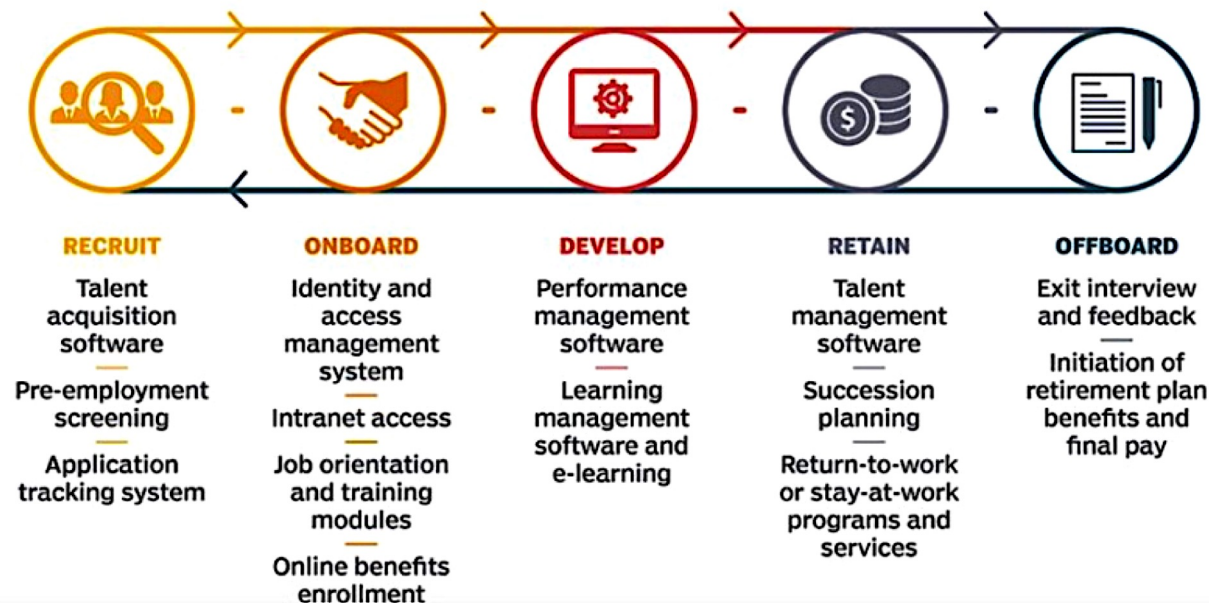 RECRUIT
Talent
acquisition
software
Pre-employment
screening
Application
tracking system
ONBOARD
Identity and
access
management
system
Intranet access
Job orientation
and training
modules
Online benefits
enrollment
DEVELOP
Performance
management
software
Learning
management
software and
e-learning
RETAIN
Talent
management
software
Succession
planning
Return-to-work
or stay-at-work
programs and
services
OFFBOARD
Exit interview
and feedback
Initiation of
retirement plan
benefits and
final pay